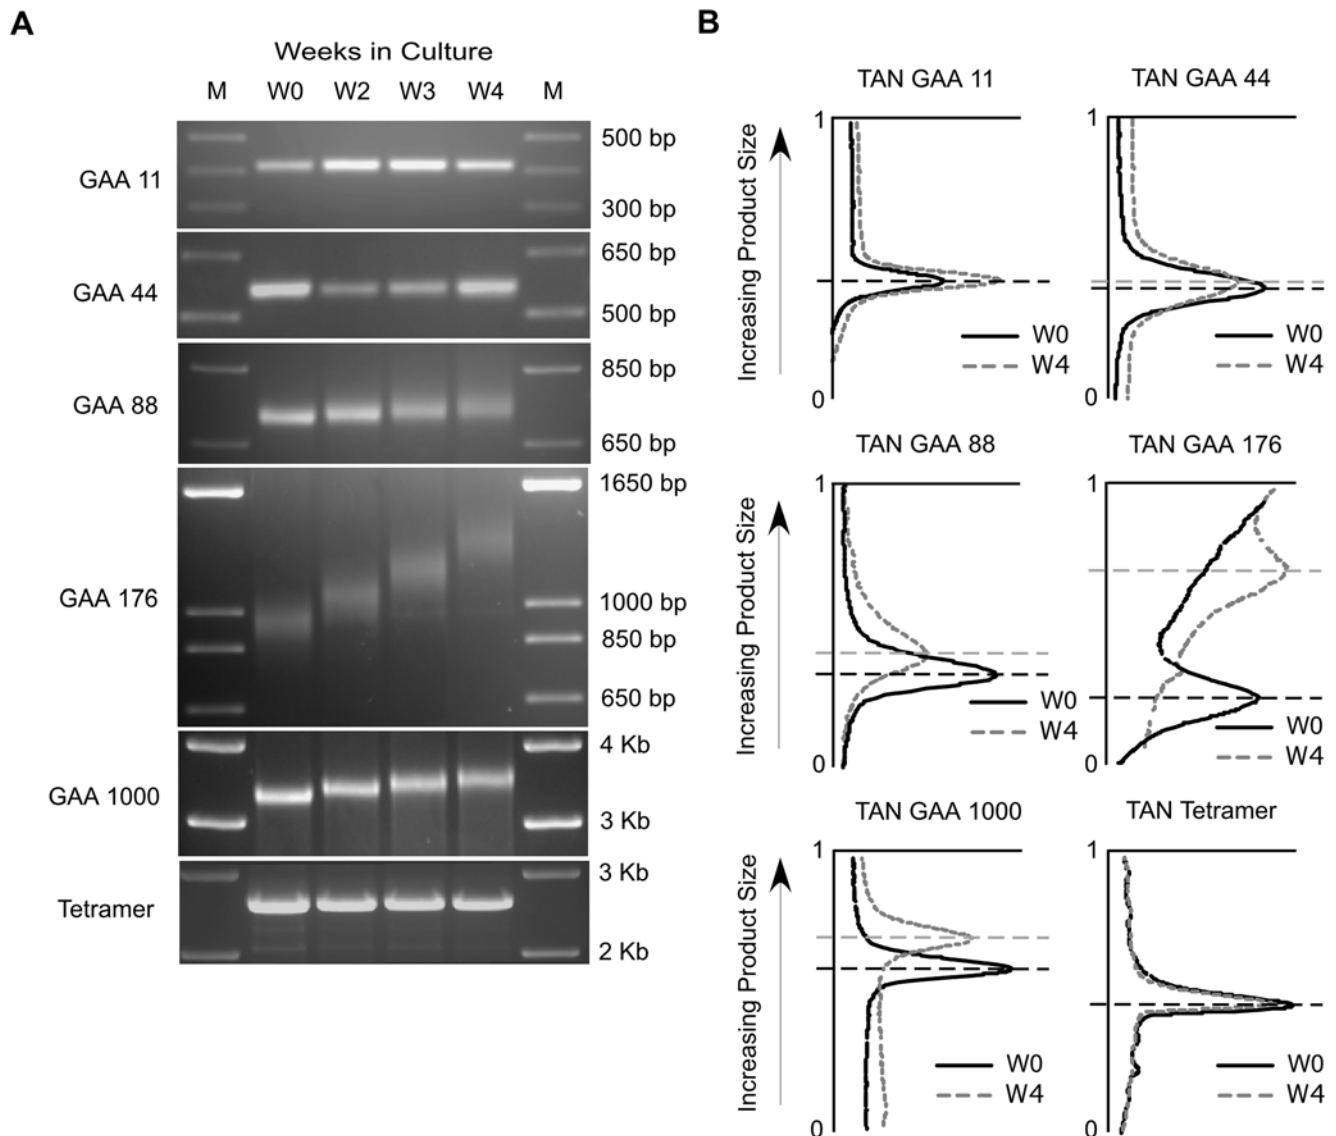 A
Weeks in Culture
M W0 W2 W3 W4 M
GAA 11
500 bp
300 bp
GAA 44
650 bp
500 bp
GAA 88
850 bp
650 bp
GAA 176
1650 bp
1000 bp
850 bp
650 bp
GAA 1000
4 Kb
3 Kb
Tetramer
3 Kb
2 Kb
B
TAN GAA 11
Increasing Product Size
1
0
W0
W4
TAN GAA 44
1
0
W0
W4
TAN GAA 88
Increasing Product Size
1
0
W0
W4
TAN GAA 176
1
0
W0
W4
TAN GAA 1000
Increasing Product Size
1
0
W0
W4
TAN Tetramer
1
0
W0
W4